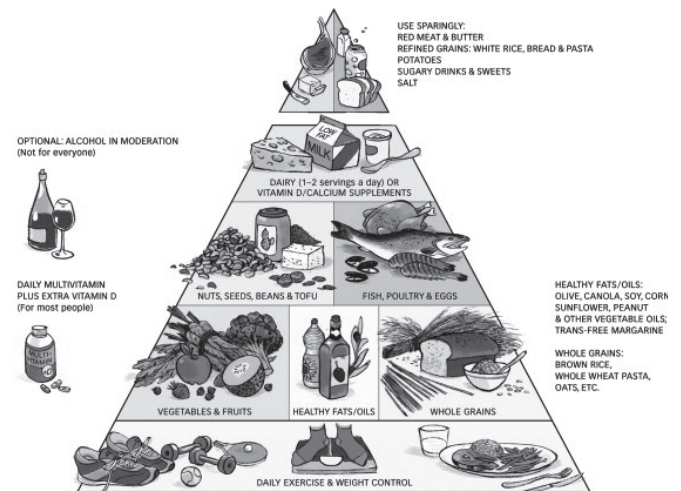 USE SPARINGLY:
RED MEAT & BUTTER
REFINED GRAINS: WHITE RICE, BREAD & PASTA
POTATOES
SUGARY DRINKS & SWEETS
SALT
OPTIONAL: ALCOHOL IN MODERATION
(Not for everyone)
LOW
FAT
MILK
DAIRY (1–2 servings a day) OR
VITAMIN D/CALCIUM SUPPLEMENTS
DAILY MULTIVITAMIN
PLUS EXTRA VITAMIN D
(For most people)
MULTI-
VITAMIN
+D
NUTS, SEEDS, BEANS & TOFU
FISH, POULTRY & EGGS
HEALTHY FATS/OILS:
OLIVE, CANOLA, SOY, CORN
SUNFLOWER, PEANUT
& OTHER VEGETABLE OILS;
TRANS-FREE MARGARINE
WHOLE GRAINS:
BROWN RICE,
WHOLE WHEAT PASTA,
OATS, ETC.
VEGETABLES & FRUITS
HEALTHY FATS/OILS
WHOLE GRAINS
DAILY EXERCISE & WEIGHT CONTROL